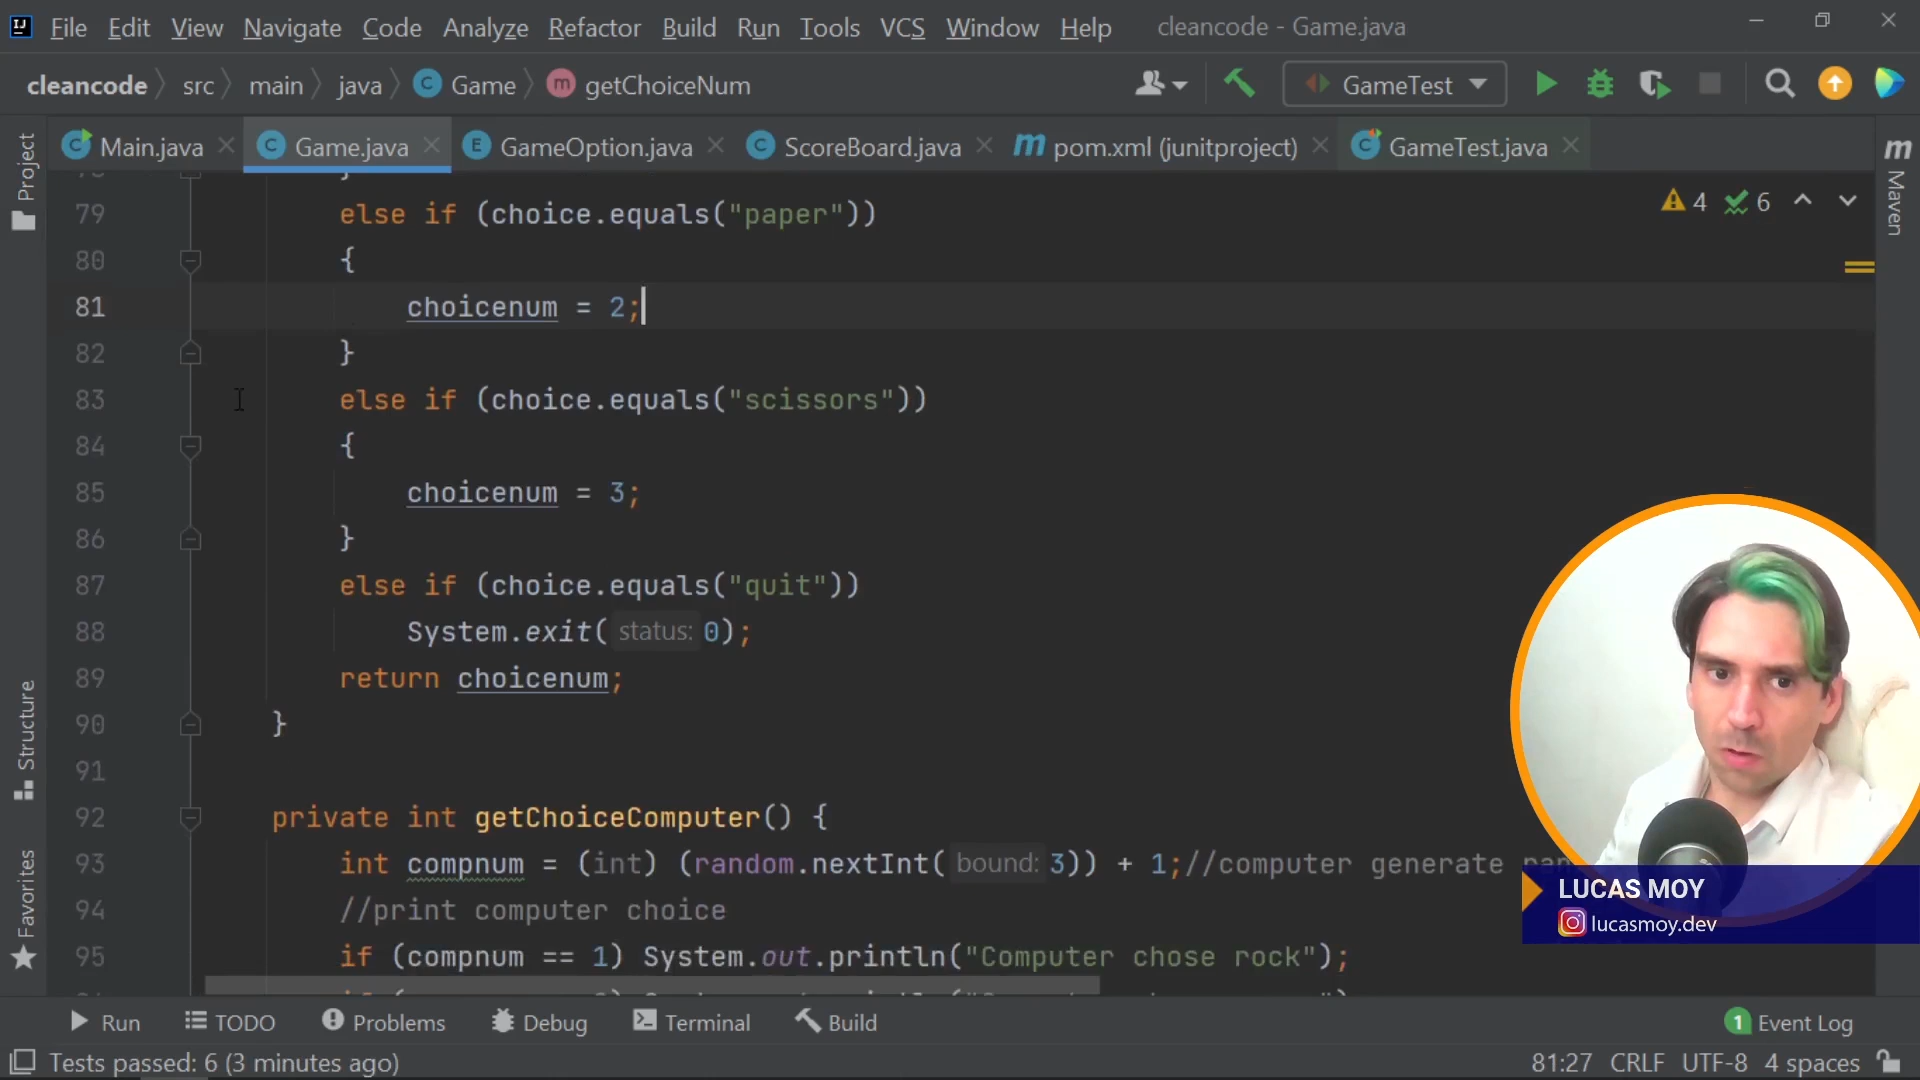 File Edit View Navigate Code Analyze Refactor Build Run Tools VCS Window Help cleancode - Game.java
cleancode src main java C Game m getChoiceNum GameTest
C Main.java C Game.java E GameOption.java C ScoreBoard.java m pom.xml (junitproject) C GameTest.java
Project
Structure
Favorites
m Maven
4 6
79 else if (choice.equals("paper"))
80 {
81 choicenum = 2;
82 }
83 else if (choice.equals("scissors"))
84 {
85 choicenum = 3;
86 }
87 else if (choice.equals("quit"))
88 System.exit( status: 0);
89 return choicenum;
90 }
91
92 private int getChoiceComputer() {
93 int compnum = (int) (random.nextInt( bound: 3)) + 1;//computer generate
94 //print computer choice
95 if (compnum == 1) System.out.println("Computer chose rock");
LUCAS MOY
lucasmoy.dev
Run TODO Problems Debug Terminal Build 1 Event Log
Tests passed: 6 (3 minutes ago) 81:27 CRLF UTF-8 4 spaces